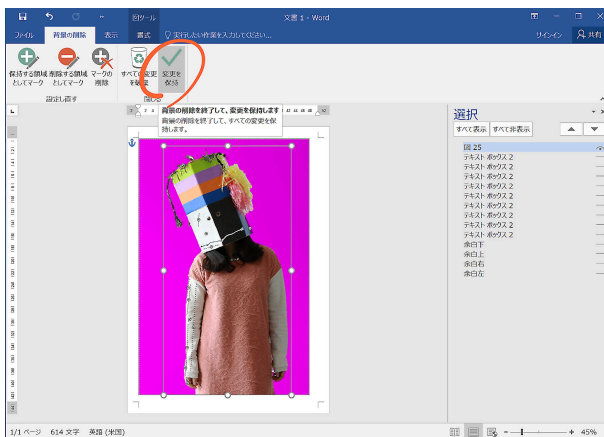 図ツール
文書 1 - Word
ファイル 背景の削除 表示 書式 実行したい作業を入力してください... サインイン 共有
保持する領域としてマーク
削除する領域としてマーク
マークの削除
すべての変更を破棄
変更を保持
設定し直す
閉じる
背景の削除を終了して、変更を保持します
背景の削除を終了して、すべての変更を保持します。
選択
すべて表示 すべて非表示
図 25
テキスト ボックス 2
テキスト ボックス 2
テキスト ボックス 2
テキスト ボックス 2
テキスト ボックス 2
テキスト ボックス 2
テキスト ボックス 2
テキスト ボックス 2
テキスト ボックス 2
余白下
余白上
余白右
余白左
1/1 ページ 614 文字 英語 (米国) 45%